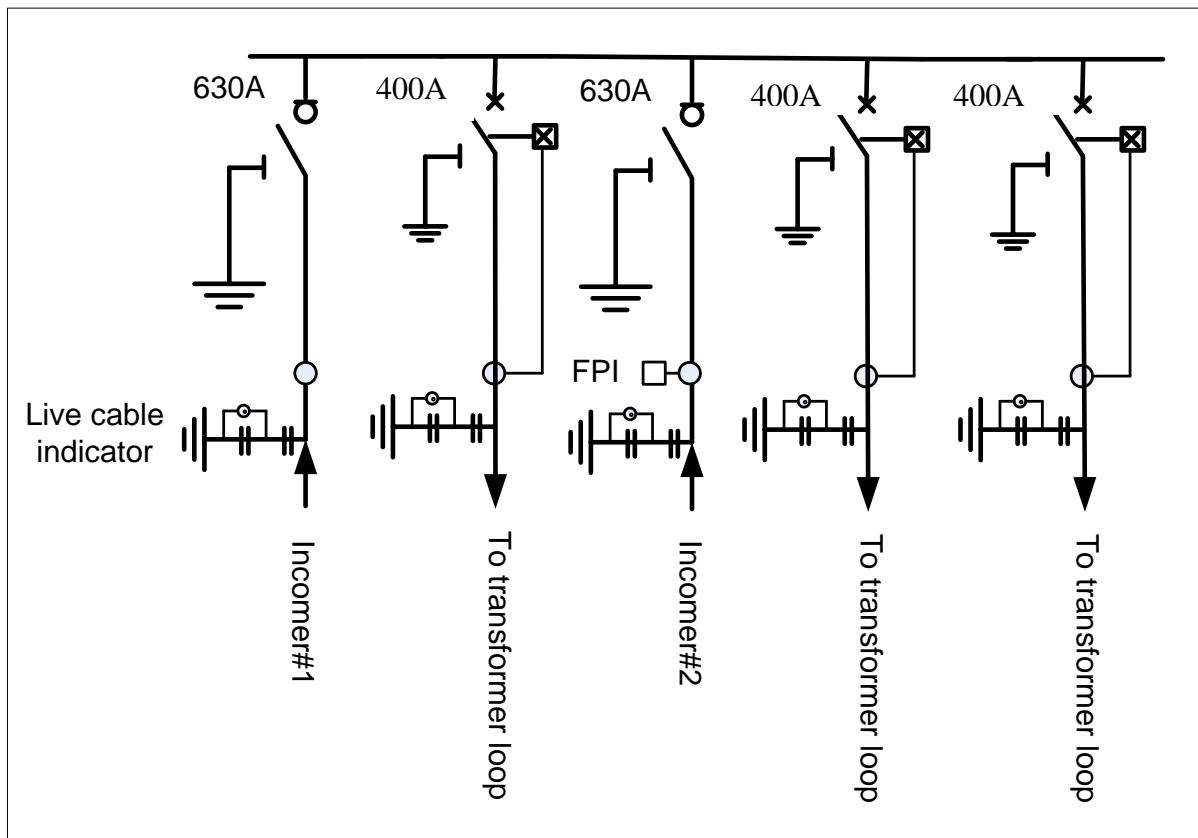 630A
400A
630A
400A
400A
FPI
Live cable
indicator
Incomer#1
To transformer loop
Incomer#2
To transformer loop
To transformer loop